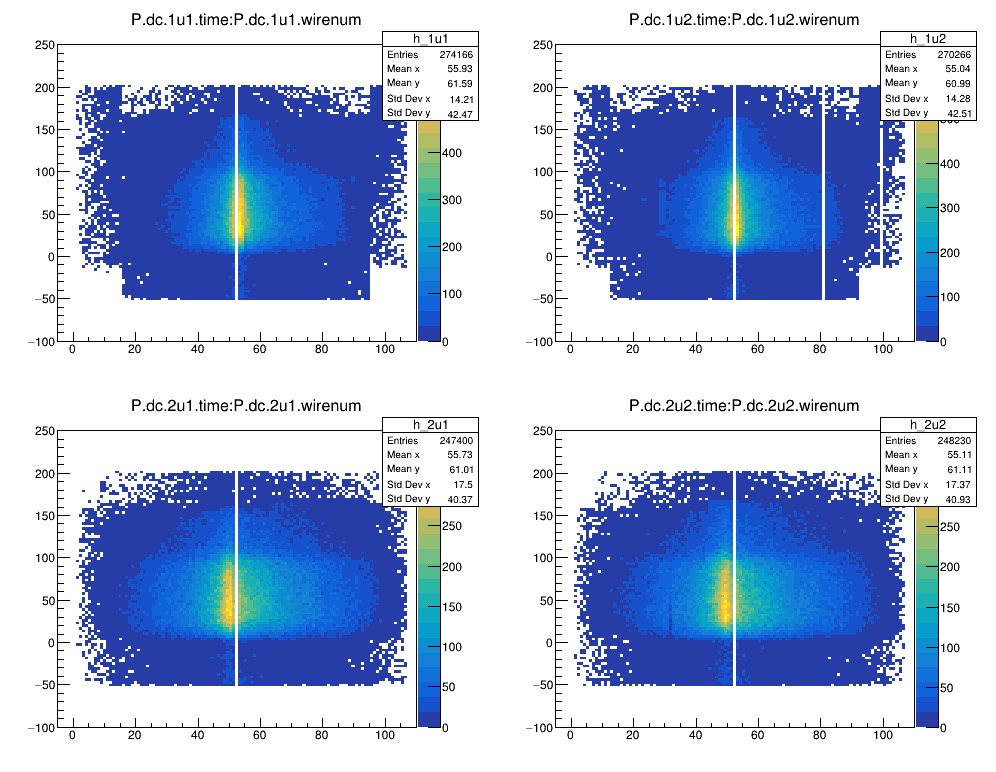 P.dc.1u1.time:P.dc.1u1.wirenum
h_1u1
Entries 274166
Mean x 55.93
Mean y 61.59
Std Dev x 14.21
Std Dev y 42.47
250
200
150
100
50
0
−50
−100
0 20 40 60 80 100
400
300
200
100
0
P.dc.1u2.time:P.dc.1u2.wirenum
h_1u2
Entries 270266
Mean x 55.04
Mean y 60.99
Std Dev x 14.28
Std Dev y 42.51
250
200
150
100
50
0
−50
−100
0 20 40 60 80 100
400
300
200
100
0
P.dc.2u1.time:P.dc.2u1.wirenum
h_2u1
Entries 247400
Mean x 55.73
Mean y 61.01
Std Dev x 17.5
Std Dev y 40.37
250
200
150
100
50
0
−50
−100
0 20 40 60 80 100
250
200
150
100
50
0
P.dc.2u2.time:P.dc.2u2.wirenum
h_2u2
Entries 248230
Mean x 55.11
Mean y 61.11
Std Dev x 17.37
Std Dev y 40.93
250
200
150
100
50
0
−50
−100
0 20 40 60 80 100
250
200
150
100
50
0